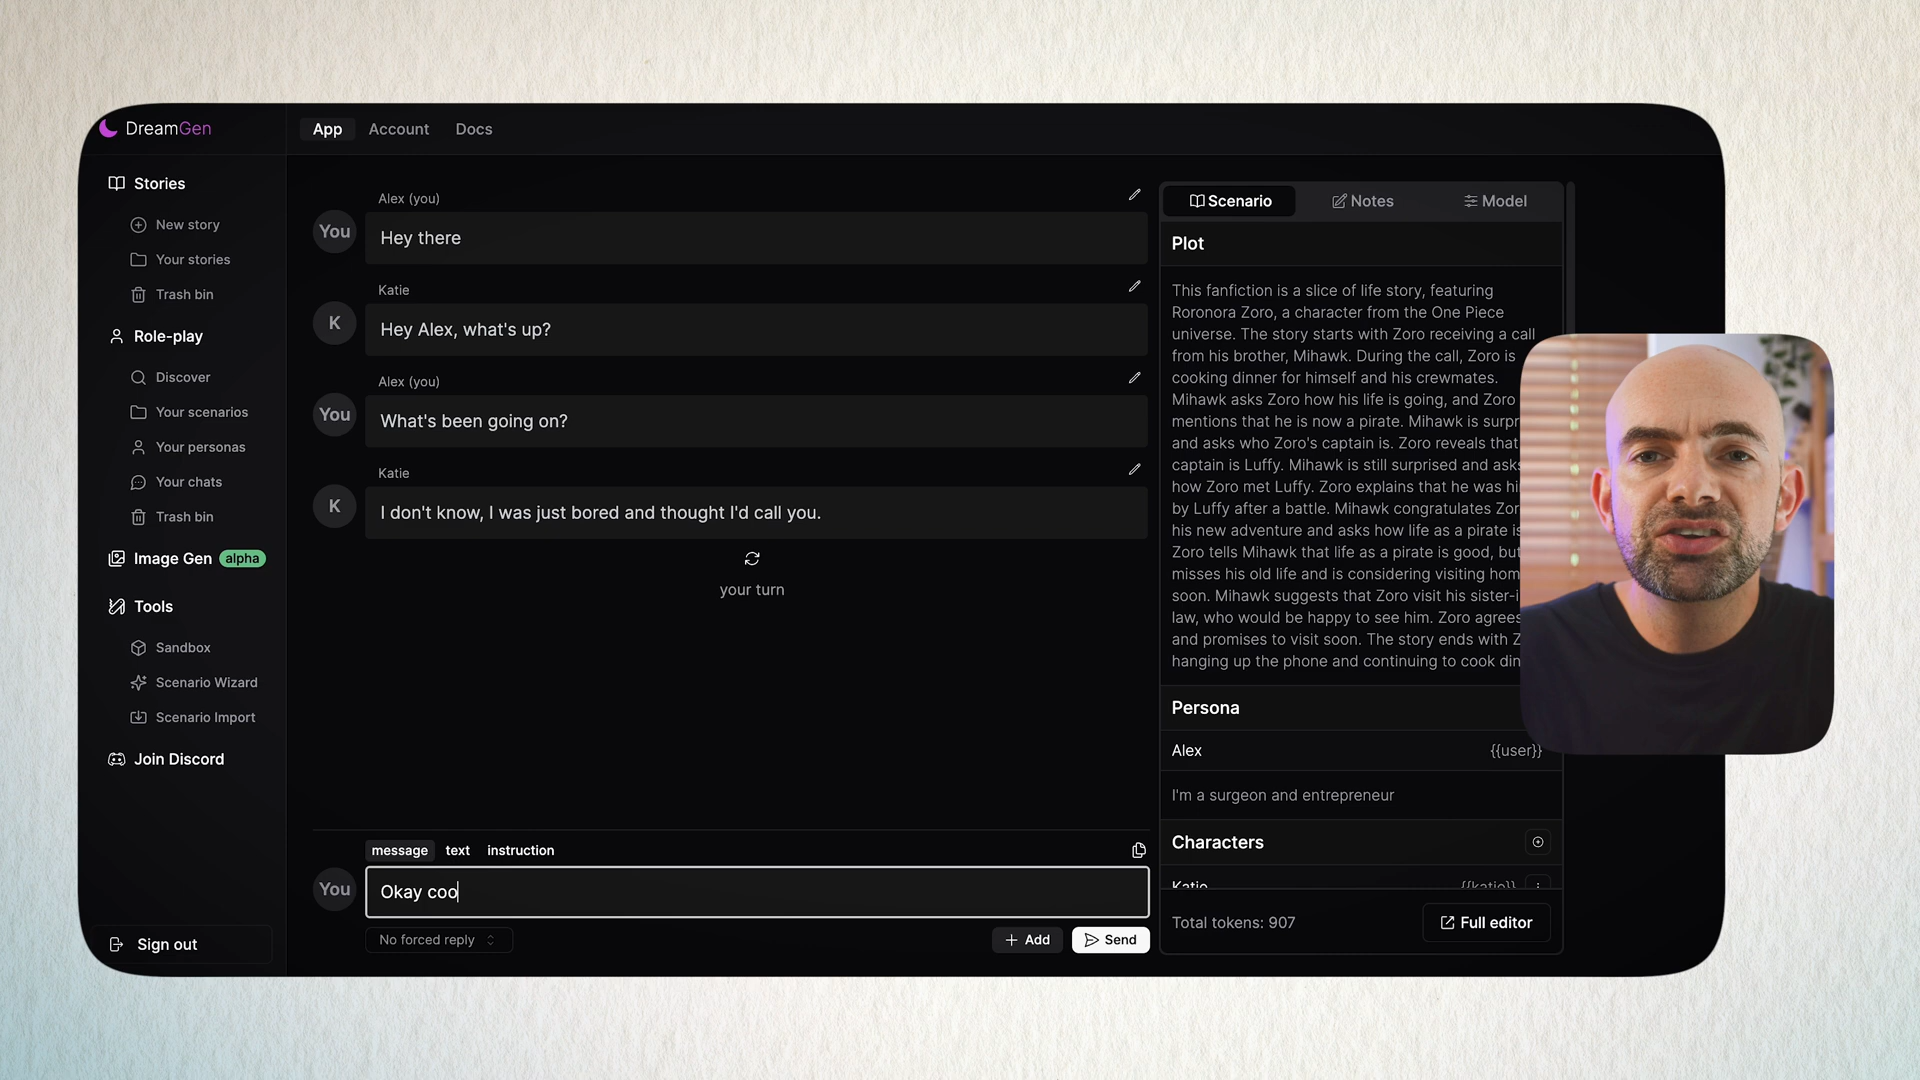 DreamGen
App Account Docs
Stories
New story
Your stories
Trash bin
Role-play
Discover
Your scenarios
Your personas
Your chats
Trash bin
Image Gen alpha
Tools
Sandbox
Scenario Wizard
Scenario Import
Join Discord
Sign out
Alex (you)
You
Hey there
Katie
K
Hey Alex, what's up?
Alex (you)
You
What's been going on?
Katie
K
I don't know, I was just bored and thought I'd call you.
your turn
message text instruction
You
Okay coo
No forced reply
Add
Send
Scenario Notes Model
Plot
This fanfiction is a slice of life story, featuring
Roronora Zoro, a character from the One Piece
universe. The story starts with Zoro receiving a call
from his brother, Mihawk. During the call, Zoro is
cooking dinner for himself and his crewmates.
Mihawk asks Zoro how his life is going, and Zoro
mentions that he is now a pirate. Mihawk is
and asks who Zoro's captain is. Zoro reveals that
captain is Luffy. Mihawk is still surprised and
how Zoro met Luffy. Zoro explains that he was
by Luffy after a battle. Mihawk congratulates
his new adventure and asks how life as a pirate
Zoro tells Mihawk that life as a pirate is good, but
misses his old life and is considering visiting
soon. Mihawk suggests that Zoro visit his
law, who would be happy to see him. Zoro agrees
and promises to visit soon. The story ends with
hanging up the phone and continuing to cook
Persona
Alex {{user}}
I'm a surgeon and entrepreneur
Characters
Katie {{katie}}
Total tokens: 907
Full editor